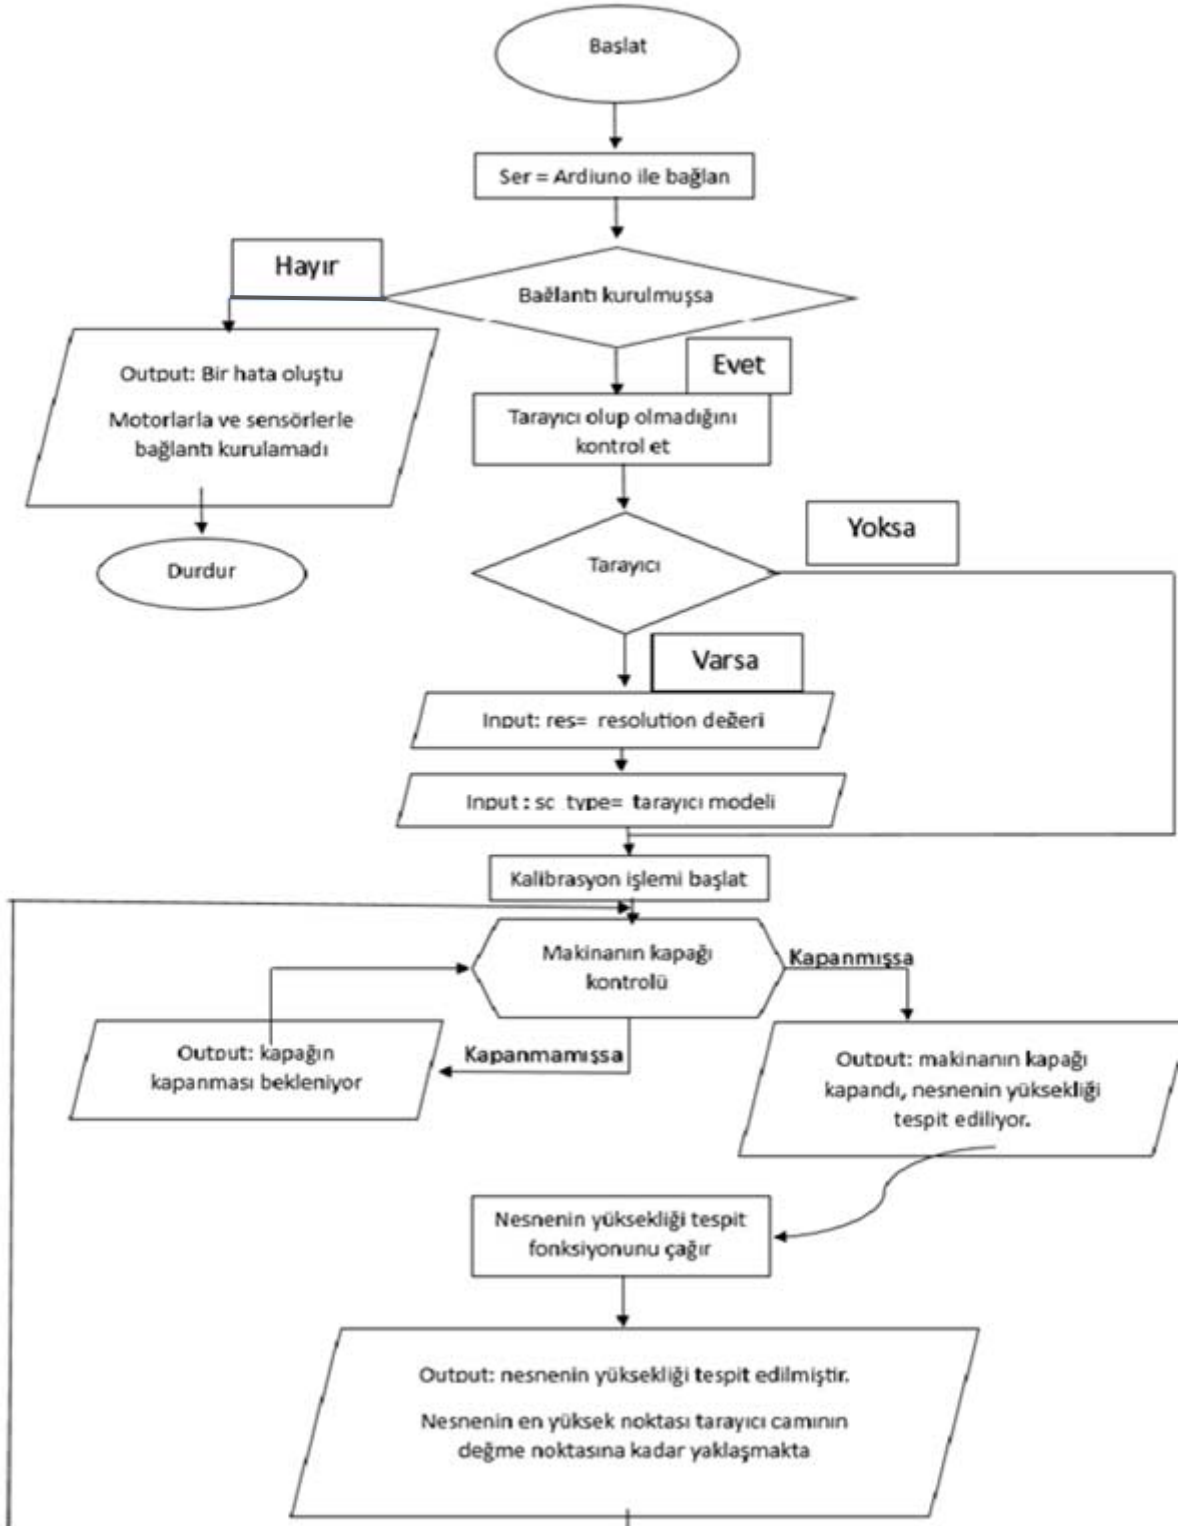 Başlat
Ser = Ardiuno ile bağlan
Hayır
Bağlantı kurulmuşsa
Evet
Output: Bir hata oluştu
Motorlarla ve sensörlerle
bağlantı kurulamadı
Tarayıcı olup olmadığını
kontrol et
Durdur
Yoksa
Tarayıcı
Varsa
Input: res= resolution değeri
Input : sc_type= tarayıcı modeli
Kalibrasyon işlemi başlat
Makinanın kapağı
kontrolü
Kapanmışsa
Kapanmamışsa
Output: kapağın
kapanması bekleniyor
Output: makinanın kapağı
kapandı, nesnenin yüksekliği
tespit ediliyor.
Nesnenin yüksekliği tespit
fonksiyonunu çağır
Output: nesnenin yüksekliği tespit edilmiştir.
Nesnenin en yüksek noktası tarayıcı camının
değme noktasına kadar yaklaşmakta